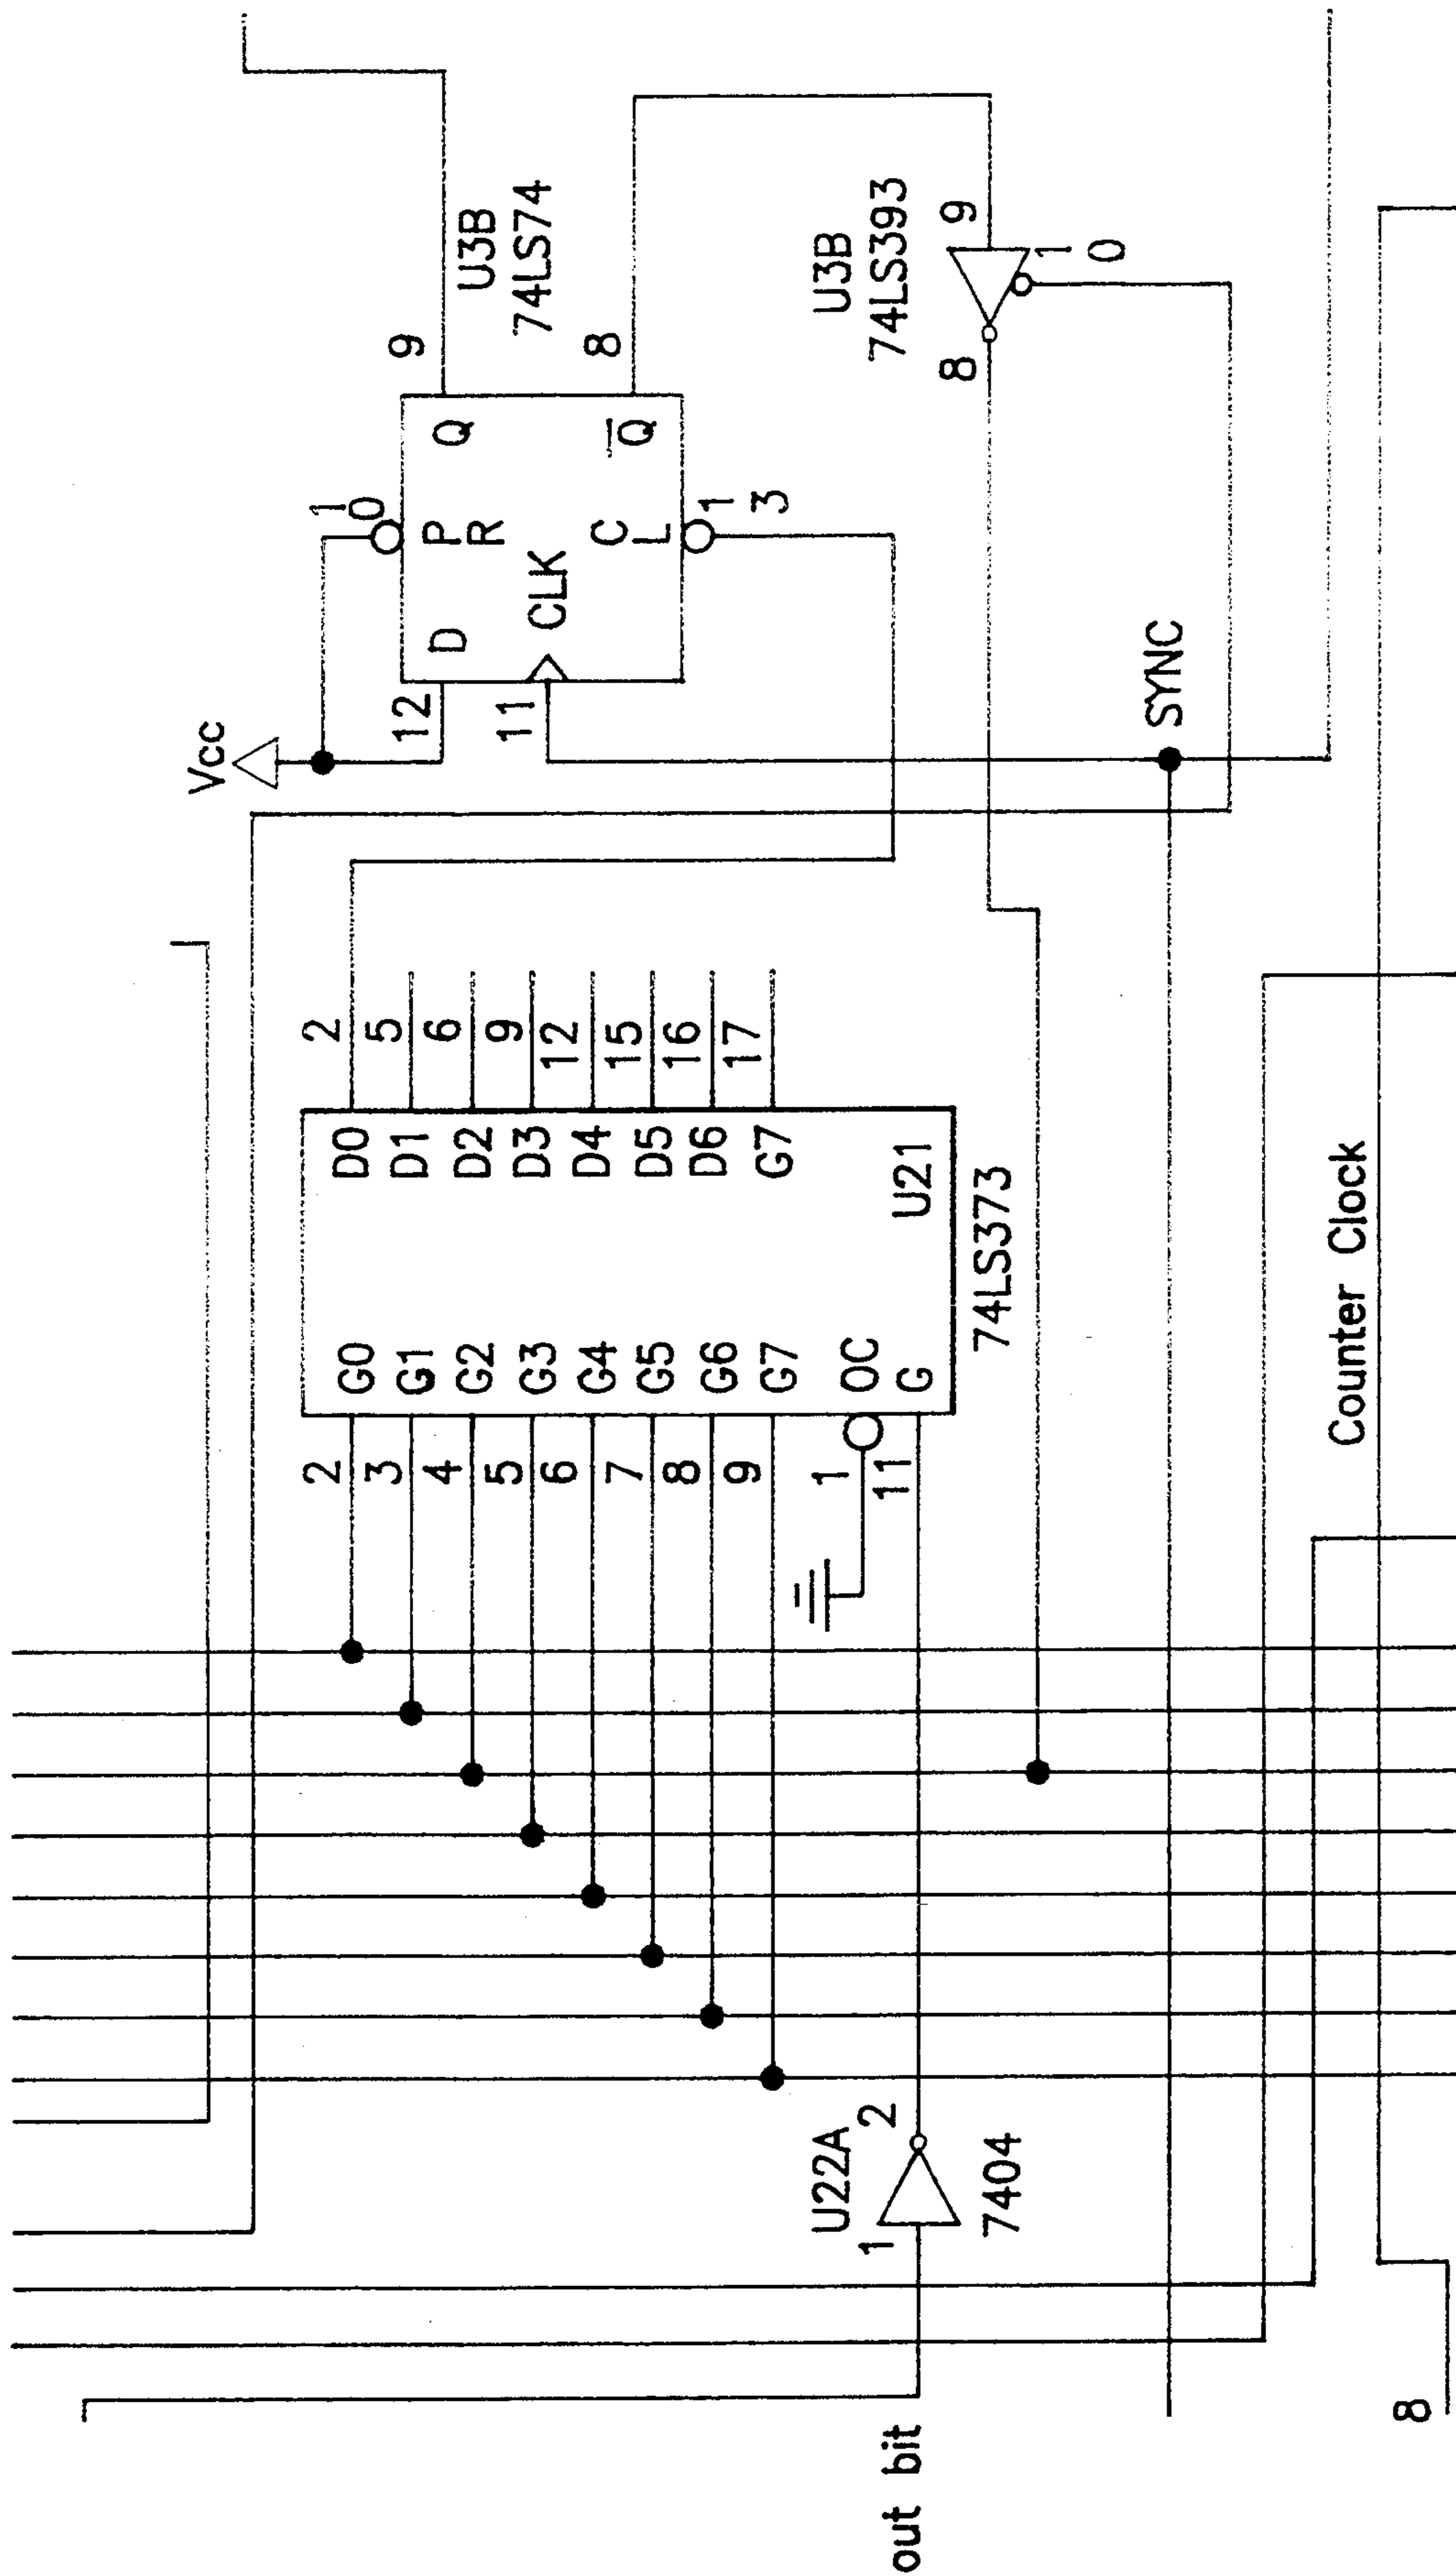 Vcc
12
11
D
CLK
1
0
P
R
C
L
1
3
Q
Q̅
9
8
U3B
74LS74
U3B
74LS393
9
8
1
0
SYNC
2
3
4
5
6
7
8
9
1
11
G0
G1
G2
G3
G4
G5
G6
G7
OC
G
D0
D1
D2
D3
D4
D5
D6
G7
U21
74LS373
2
5
6
9
12
15
16
17
U22A
1
2
7404
out bit
Counter Clock
8